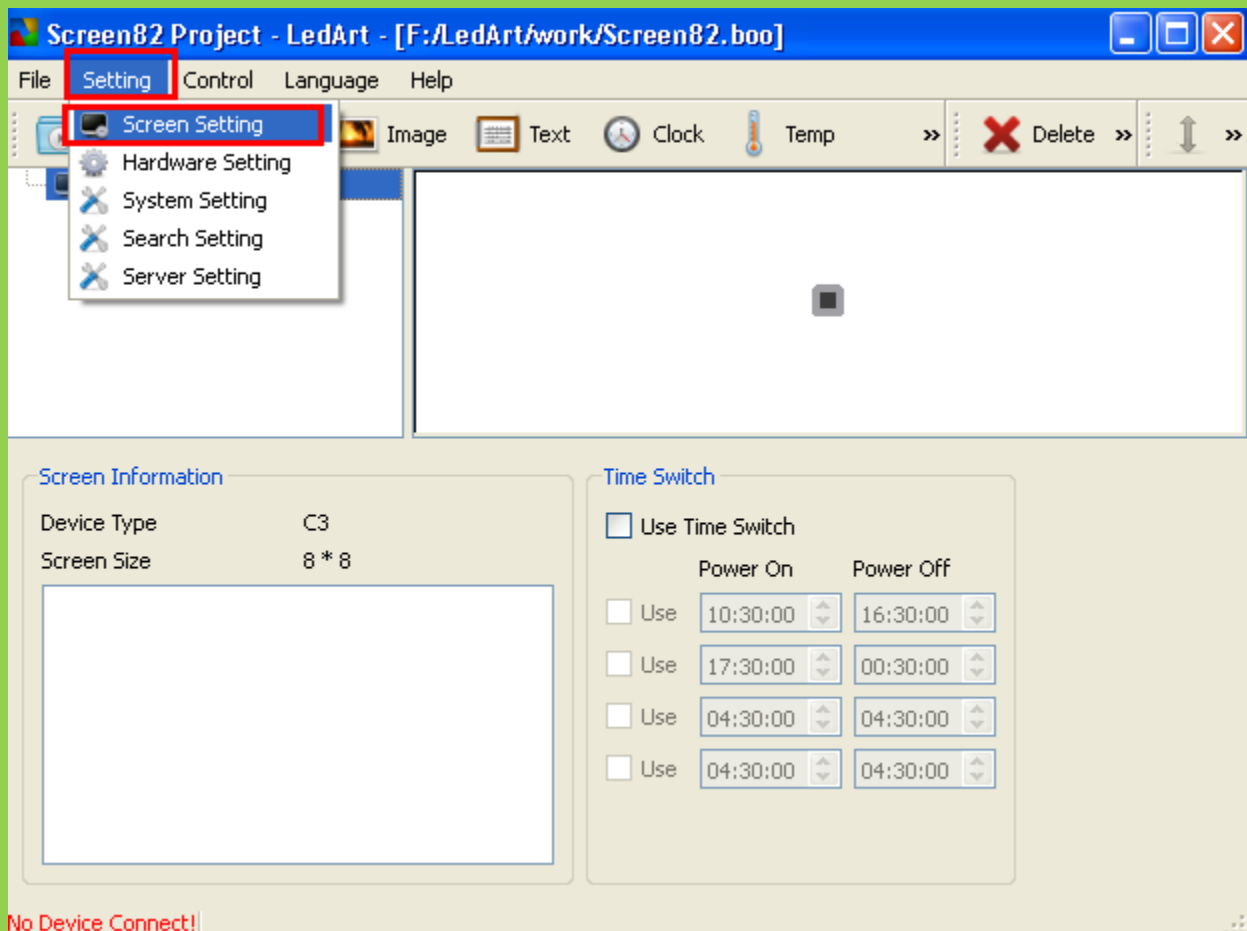 Screen82 Project - LedArt - [F:/LedArt/work/Screen82.boo]
File Setting Control Language Help
Screen Setting
Hardware Setting
System Setting
Search Setting
Server Setting
Image Text Clock Temp » Delete » »
Screen Information
Device Type C3
Screen Size 8 * 8
Time Switch
Use Time Switch
Power On Power Off
Use 10:30:00 16:30:00
Use 17:30:00 00:30:00
Use 04:30:00 04:30:00
Use 04:30:00 04:30:00
No Device Connect!